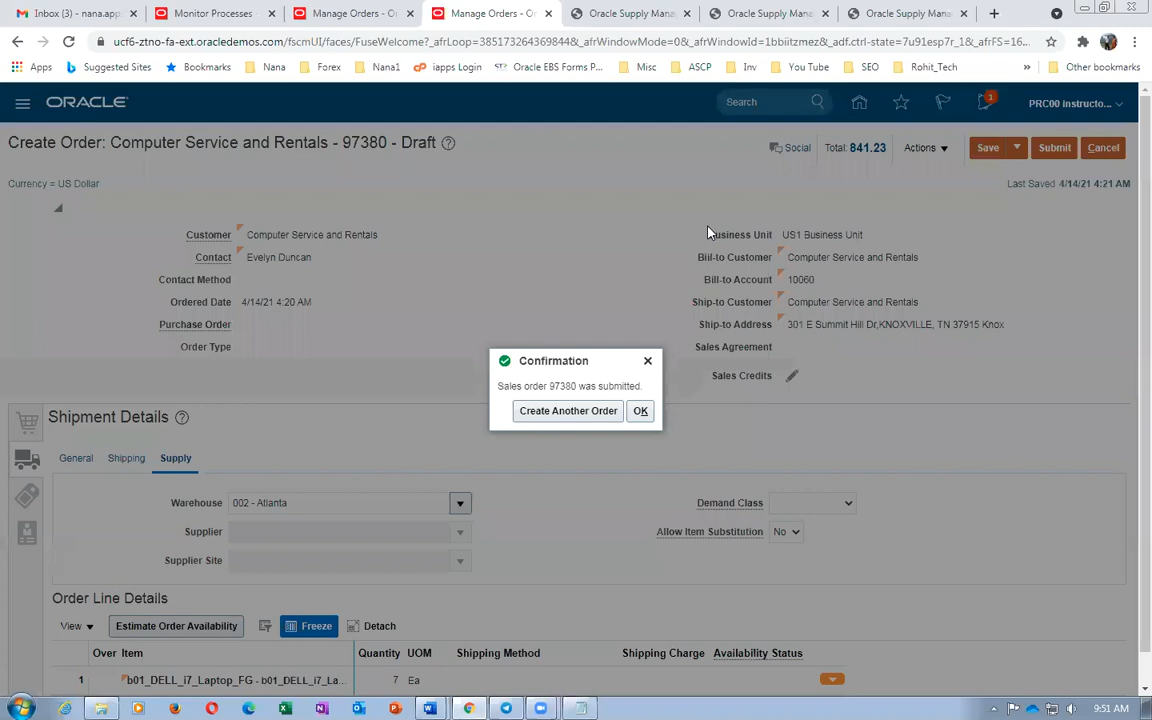 Inbox (3) - nana.apps
Monitor Processes -
Manage Orders - O
Manage Orders - O
Oracle Supply Mana
Oracle Supply Mana
Oracle Supply Mana
ucf6-ztno-fa-ext.oracledemos.com/fscmUI/faces/FuseWelcome?_afrLoop=3851732643698448&_afrWindowMode=0&_afrWindowId=1bbiitzmez&_adf.ctrl-state=7u91esp7r_1&_afrFS=16...
Apps Suggested Sites Bookmarks Nana Forex Nana1 iapps Login Oracle EBS Forms P... Misc ASCP Inv You Tube SEO Rohit_Tech » Other bookmarks
ORACLE Search 1 PRC00 instructo...
Create Order: Computer Service and Rentals - 97380 - Draft Social Total: 841.23 Actions Save Submit Cancel
Currency = US Dollar Last Saved 4/14/21 4:21 AM
Customer Computer Service and Rentals usiness Unit US1 Business Unit
Contact Evelyn Duncan Bill-to Customer Computer Service and Rentals
Contact Method Bill-to Account 10060
Ordered Date 4/14/21 4:20 AM Ship-to Customer Computer Service and Rentals
Purchase Order Ship-to Address 301 E Summit Hill Dr,KNOXVILLE, TN 37915 Knox
Order Type Sales Agreement
Sales Credits
Confirmation
Sales order 97380 was submitted.
Create Another Order OK
Shipment Details
General Shipping Supply
Warehouse 002 - Atlanta Demand Class
Supplier Allow Item Substitution No
Supplier Site
Order Line Details
View Estimate Order Availability Freeze Detach
Over Item Quantity UOM Shipping Method Shipping Charge Availability Status
1 b01_DELL_i7_Laptop_FG - b01_DELL_i7_La... 7 Ea
9:51 AM